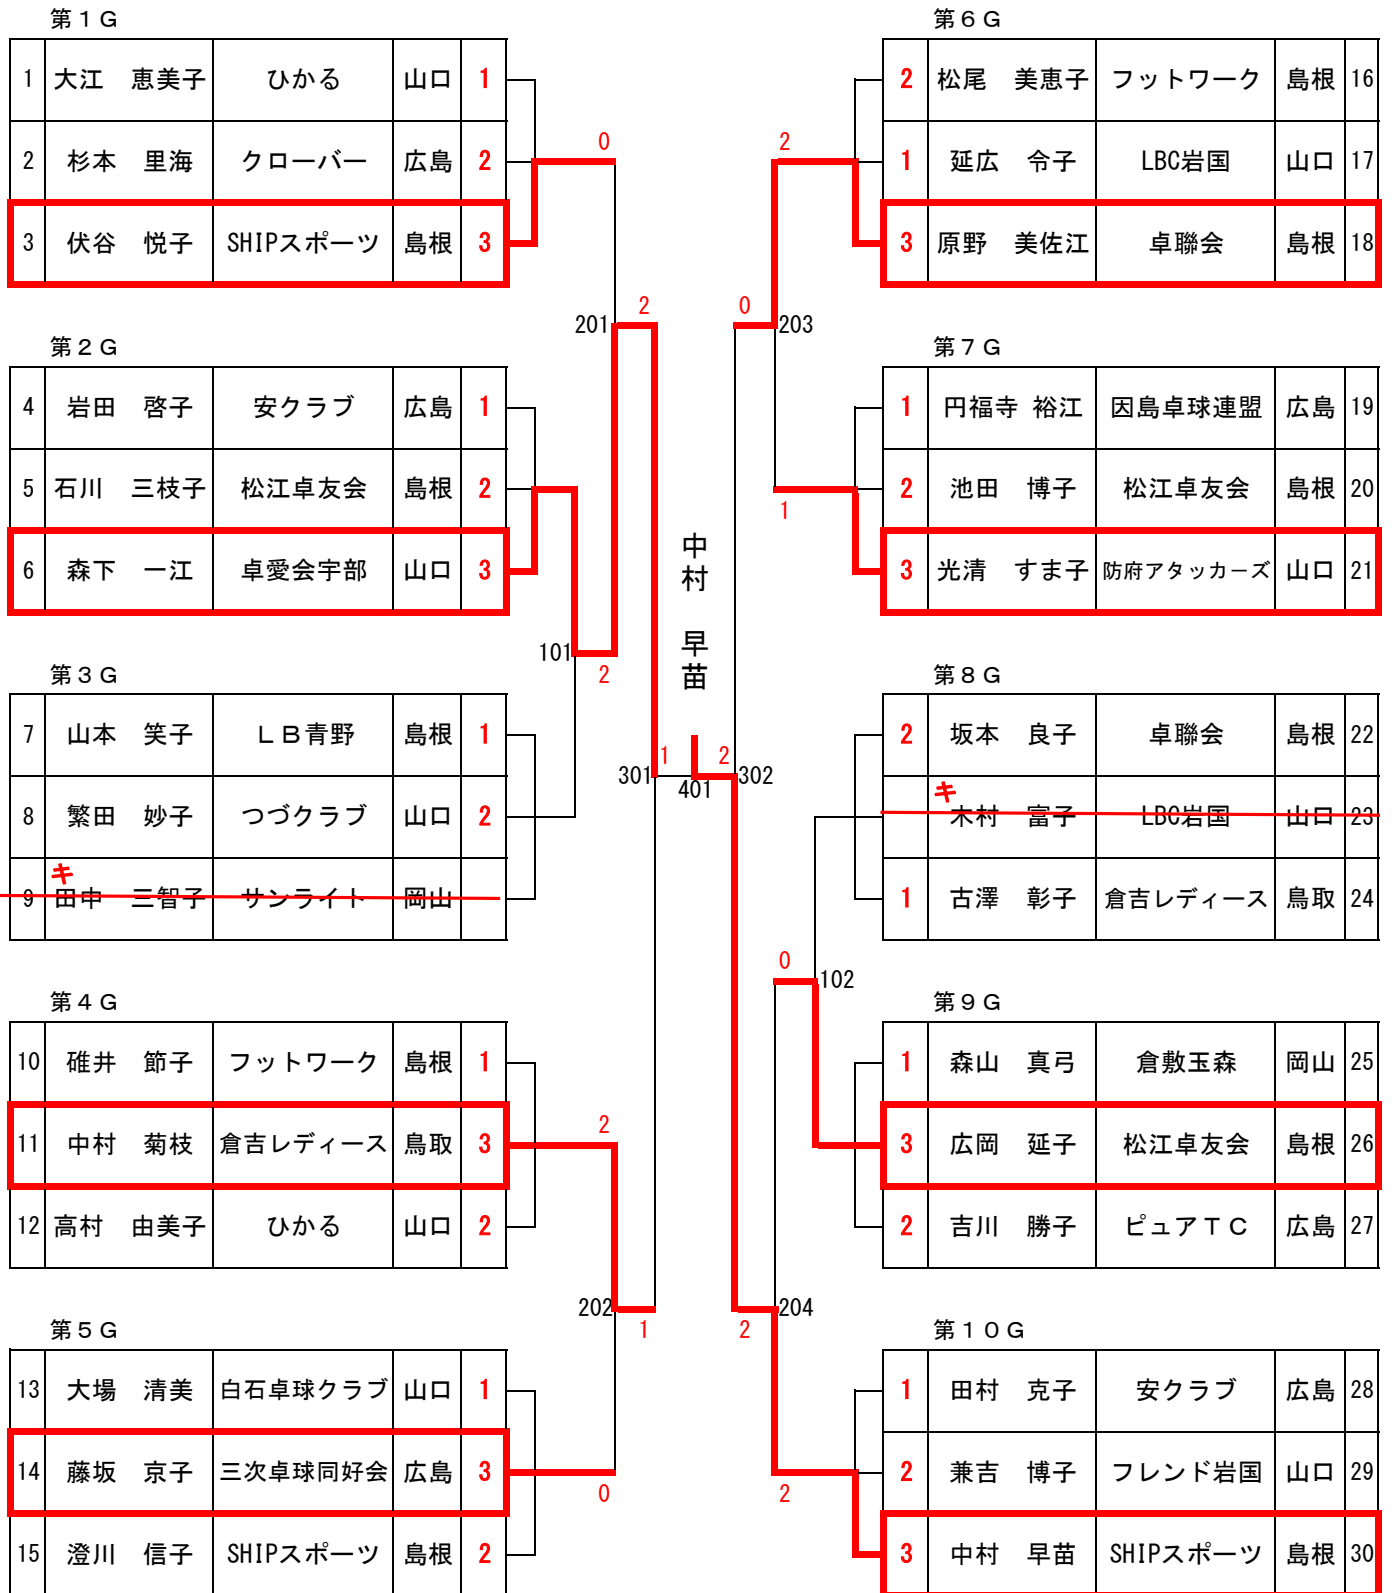 第１Ｇ
1 大江　恵美子 ひかる 山口 1
2 杉本　里海 クローバー 広島 2
3 伏谷　悦子 SHIPスポーツ 島根 3
0
201
2
第２Ｇ
4 岩田　啓子 安クラブ 広島 1
5 石川　三枝子 松江卓友会 島根 2
6 森下　一江 卓愛会宇部 山口 3
101
2
第３Ｇ
7 山本　笑子 ＬＢ青野 島根 1
8 繁田　妙子 つづクラブ 山口 2
キ
9 田中　三智子 サンライト 岡山
301
1
第４Ｇ
10 碓井　節子 フットワーク 島根 1
11 中村　菊枝 倉吉レディース 鳥取 3
12 高村　由美子 ひかる 山口 2
2
202
1
第５Ｇ
13 大場　清美 白石卓球クラブ 山口 1
14 藤坂　京子 三次卓球同好会 広島 3
15 澄川　信子 SHIPスポーツ 島根 2
0
中村　早苗
401
第６Ｇ
2 松尾　美恵子 フットワーク 島根 16
1 延広　令子 LBC岩国 山口 17
3 原野　美佐江 卓聯会 島根 18
2
0
203
第７Ｇ
1 円福寺 裕江 因島卓球連盟 広島 19
2 池田　博子 松江卓友会 島根 20
3 光清　すま子 防府アタッカーズ 山口 21
1
第８Ｇ
2 坂本　良子 卓聯会 島根 22
キ
木村　富子 LBC岩国 山口 23
1 古澤　彰子 倉吉レディース 鳥取 24
2
302
0
102
第９Ｇ
1 森山　真弓 倉敷玉森 岡山 25
3 広岡　延子 松江卓友会 島根 26
2 吉川　勝子 ピュアＴＣ 広島 27
204
2
第１０Ｇ
1 田村　克子 安クラブ 広島 28
2 兼吉　博子 フレンド岩国 山口 29
3 中村　早苗 SHIPスポーツ 島根 30
2